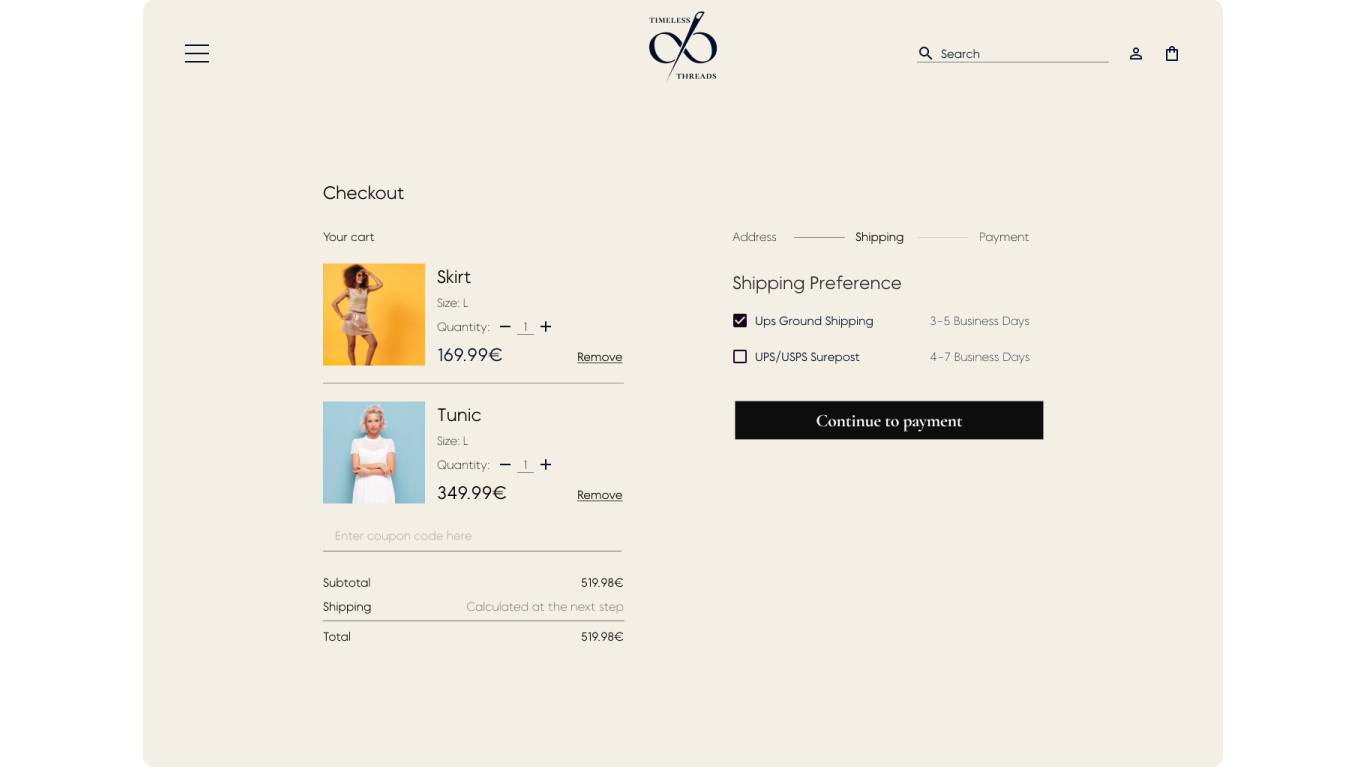 TIMELESS
THREADS
Search
Checkout
Your cart
Skirt
Size: L
Quantity: 1
169.99€
Remove
Tunic
Size: L
Quantity: 1
349.99€
Remove
Enter coupon code here
Subtotal 519.98€
Shipping Calculated at the next step
Total 519.98€
Address Shipping Payment
Shipping Preference
Ups Ground Shipping 3-5 Business Days
UPS/USPS Surepost 4-7 Business Days
Continue to payment